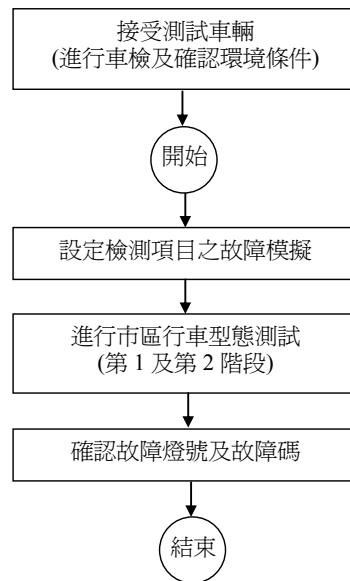 接受測試車輛
(進行車檢及確認環境條件)
開始
設定檢測項目之故障模擬
進行市區行車型態測試
(第 1 及第 2 階段)
確認故障燈號及故障碼
結束